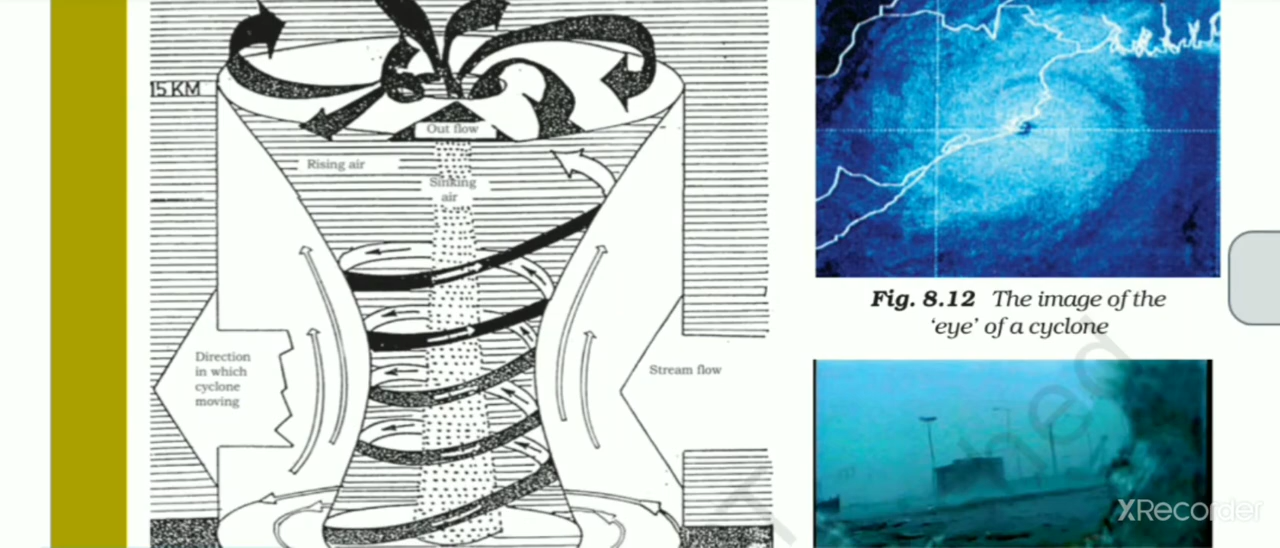 15 KM
Out flow
Rising air
Sinking
air
Direction
in which
cyclone
moving
Stream flow
Fig. 8.12 The image of the
‘eye’ of a cyclone
XRecorder